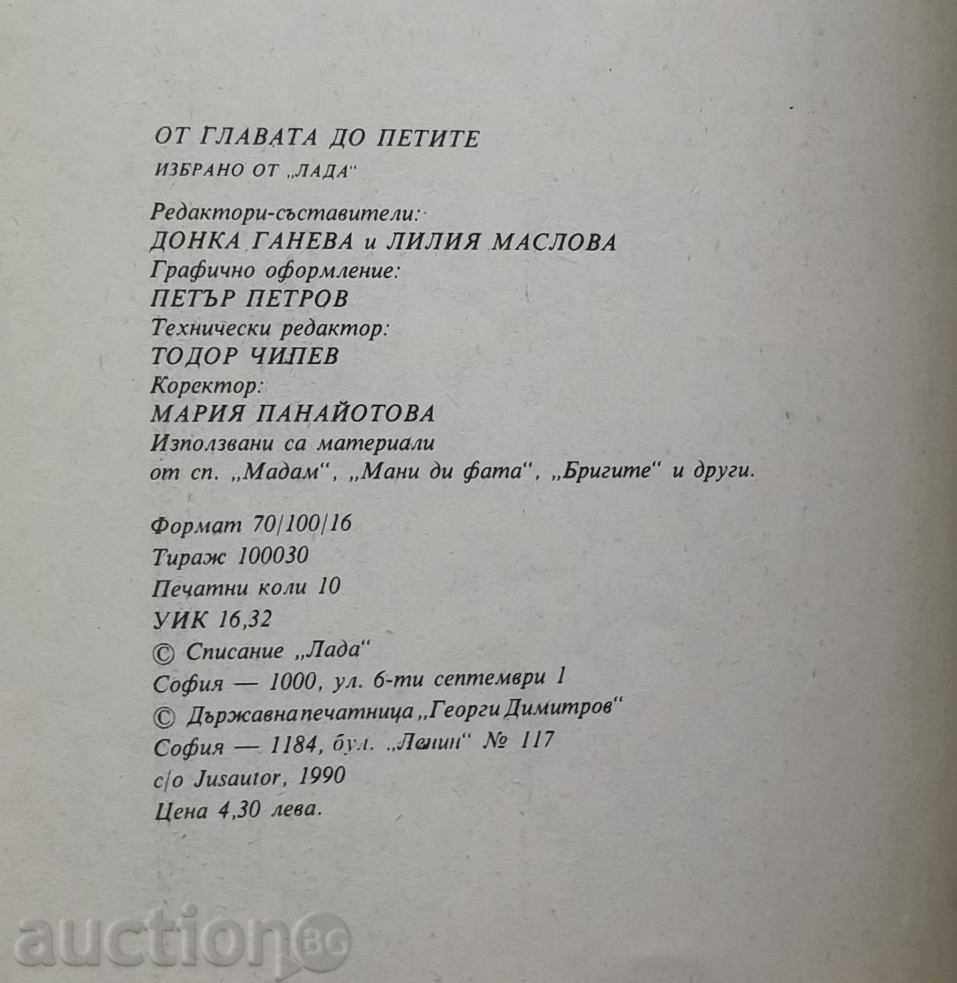 ОТ ГЛАВАТА ДО ПЕТИТЕ
ИЗБРАНО ОТ „ЛАДА“
Редактори-съставители:
ДОНКА ГАНЕВА и ЛИЛИЯ МАСЛОВА
Графично оформление:
ПЕТЪР ПЕТРОВ
Технически редактор:
ТОДОР ЧИПЕВ
Коректор:
МАРИЯ ПАНАЙОТОВА
Използвани са материали
от сп. „Мадам“, „Мани ди фата“, „Бригите“ и други.
Формат 70/100/16
Тираж 100030
Печатни коли 10
УИК 16,32
© Списание „Лада“
София — 1000, ул. 6-ти септември 1
© Държавна печатница „Георги Димитров“
София — 1184, бул. „Ленин“ № 117
c/o Jusautor, 1990
Цена 4,30 лева.
auction BG